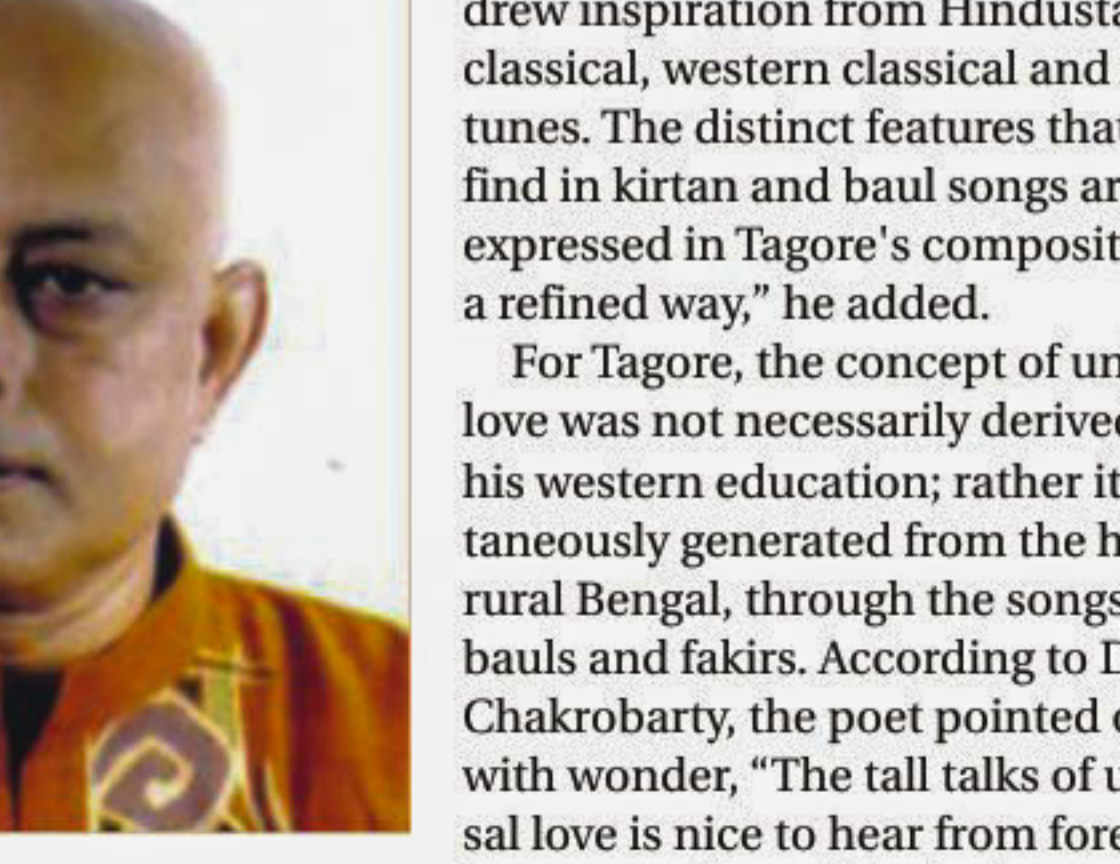 drew inspiration from Hindusta
classical, western classical and
tunes. The distinct features that
find in kirtan and baul songs ar
expressed in Tagore's composit
a refined way,” he added.
For Tagore, the concept of un
love was not necessarily derived
his western education; rather it
taneously generated from the h
rural Bengal, through the songs
bauls and fakirs. According to D
Chakrobarty, the poet pointed
with wonder, “The tall talks of u
sal love is nice to hear from fore